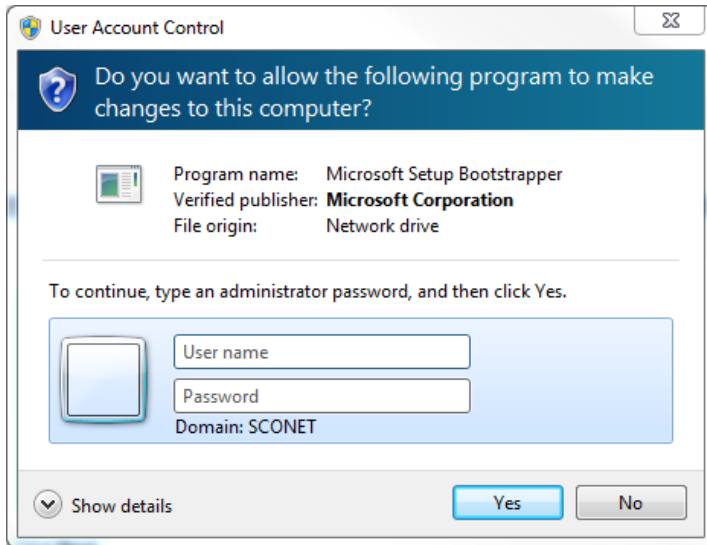 User Account Control
Do you want to allow the following program to make
changes to this computer?
Program name: Microsoft Setup Bootstrapper
Verified publisher: Microsoft Corporation
File origin: Network drive
To continue, type an administrator password, and then click Yes.
User name
Password
Domain: SCONET
Show details Yes No